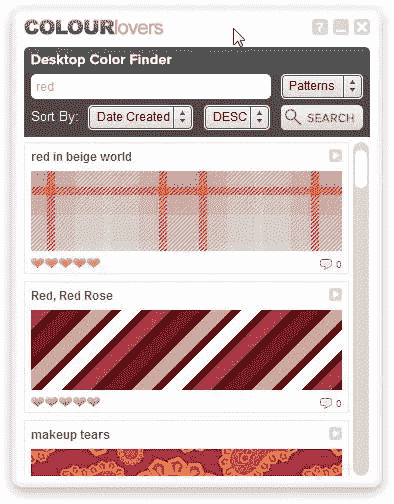 COLOURlovers
Desktop Color Finder
red
Patterns
Sort By:
Date Created
DESC
SEARCH
red in beige world
0
Red, Red Rose
0
makeup tears